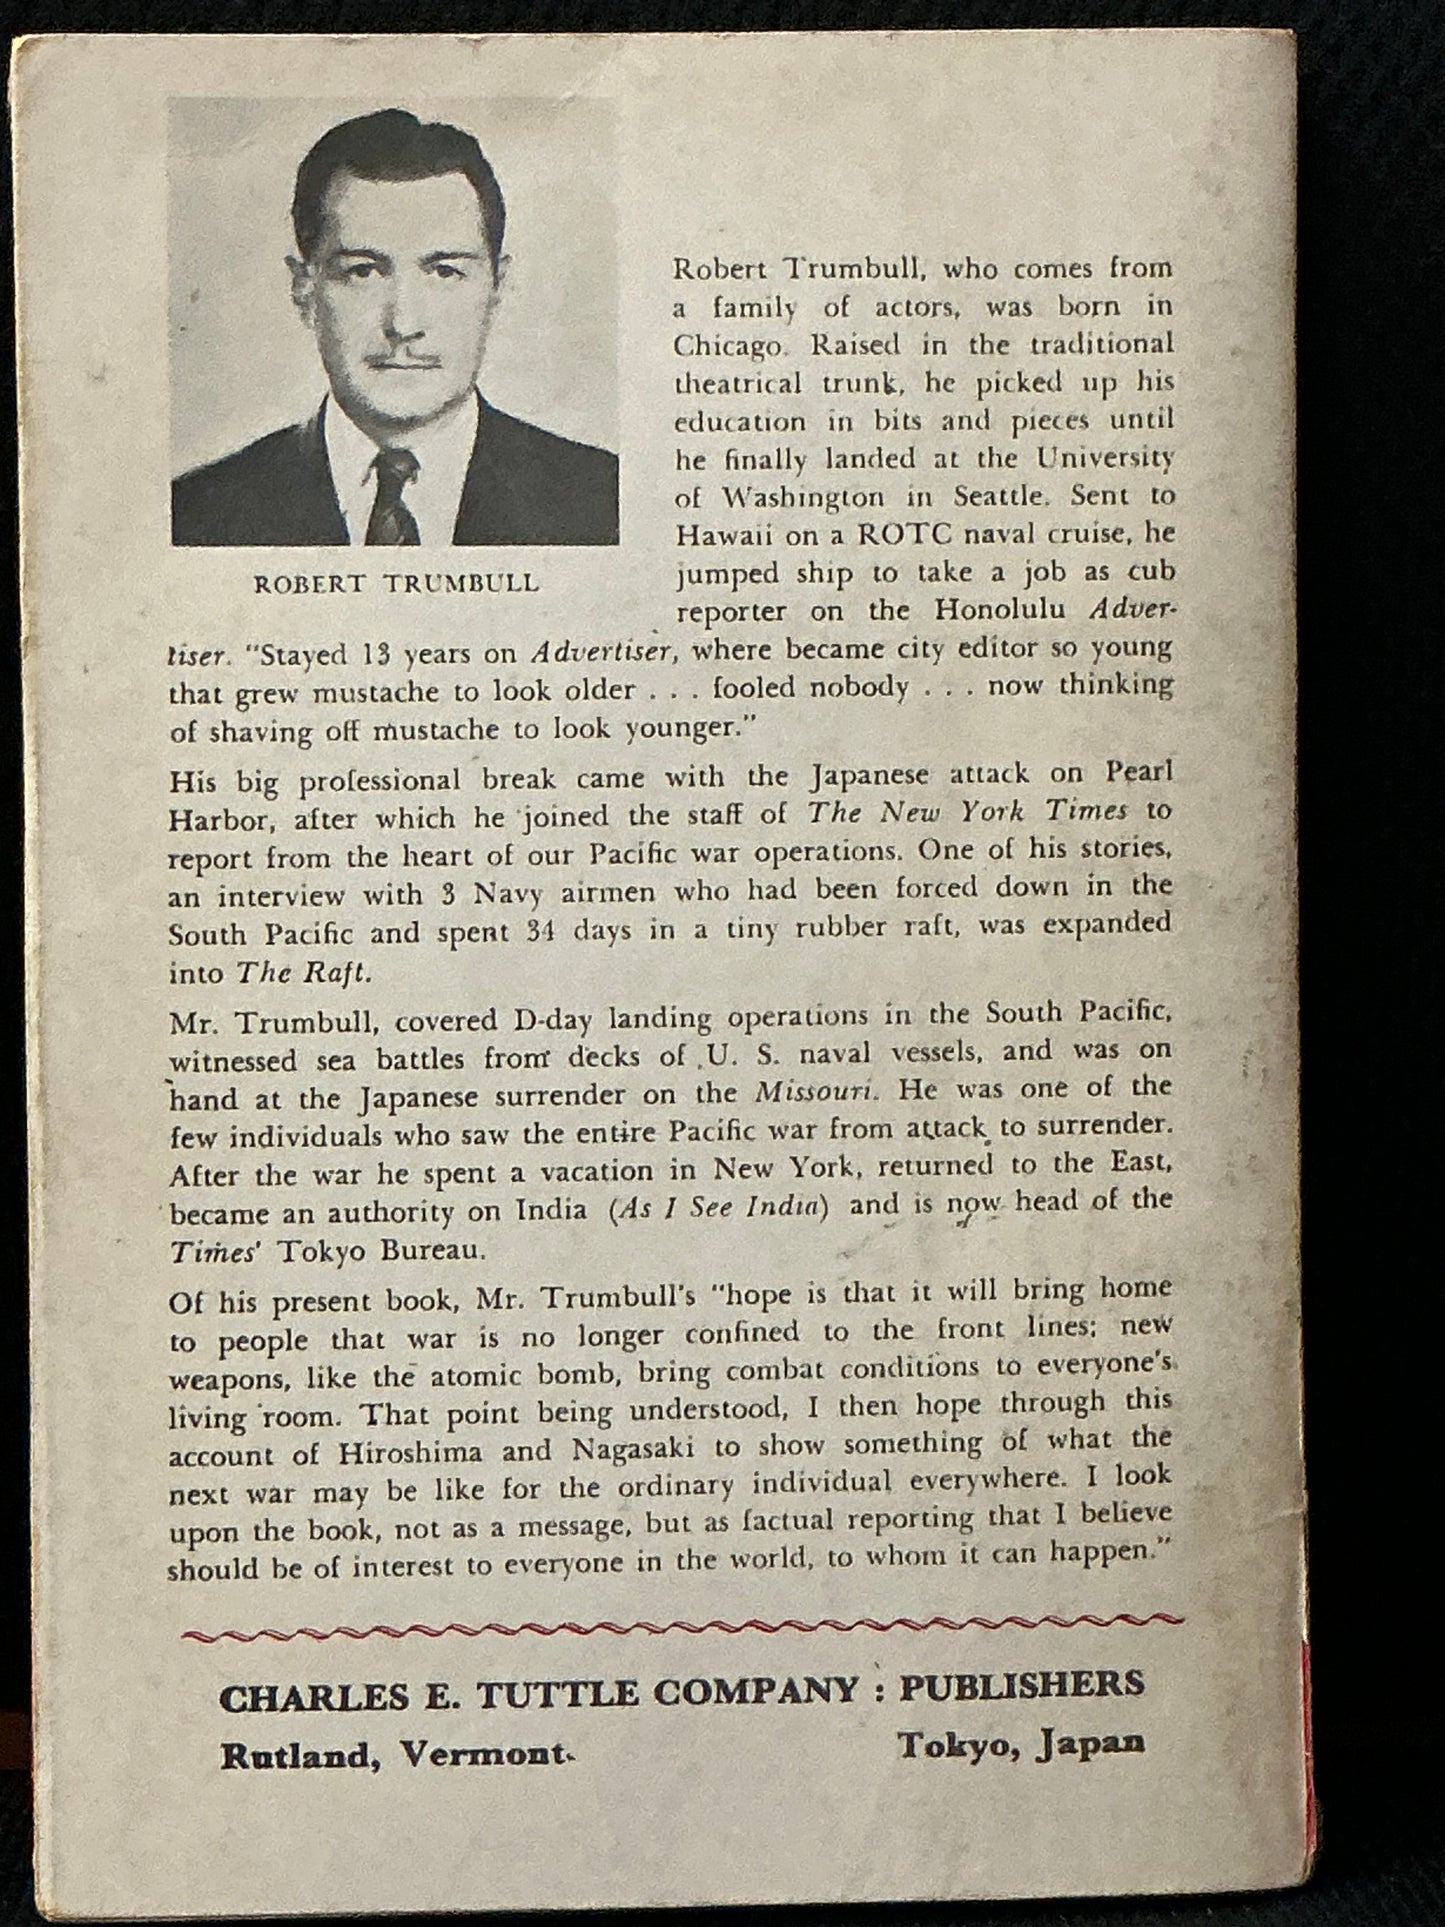 ROBERT TRUMBULL
Robert Trumbull, who comes from
a family of actors, was born in
Chicago. Raised in the traditional
theatrical trunk, he picked up his
education in bits and pieces until
he finally landed at the University
of Washington in Seattle. Sent to
Hawaii on a ROTC naval cruise, he
jumped ship to take a job as cub
reporter on the Honolulu Adver-
tiser. "Stayed 13 years on Advertiser, where became city editor so young
that grew mustache to look older . . . fooled nobody . . . now thinking
of shaving off mustache to look younger."
His big professional break came with the Japanese attack on Pearl
Harbor, after which he joined the staff of The New York Times to
report from the heart of our Pacific war operations. One of his stories,
an interview with 3 Navy airmen who had been forced down in the
South Pacific and spent 34 days in a tiny rubber raft, was expanded
into The Raft.
Mr. Trumbull, covered D-day landing operations in the South Pacific,
witnessed sea battles from decks of U. S. naval vessels, and was on
hand at the Japanese surrender on the Missouri. He was one of the
few individuals who saw the entire Pacific war from attack to surrender.
After the war he spent a vacation in New York, returned to the East,
became an authority on India (As I See India) and is now head of the
Times' Tokyo Bureau.
Of his present book, Mr. Trumbull's "hope is that it will bring home
to people that war is no longer confined to the front lines; new
weapons, like the atomic bomb, bring combat conditions to everyone's
living room. That point being understood, I then hope through this
account of Hiroshima and Nagasaki to show something of what the
next war may be like for the ordinary individual everywhere. I look
upon the book, not as a message, but as factual reporting that I believe
should be of interest to everyone in the world, to whom it can happen."
CHARLES E. TUTTLE COMPANY : PUBLISHERS
Rutland, Vermont Tokyo, Japan